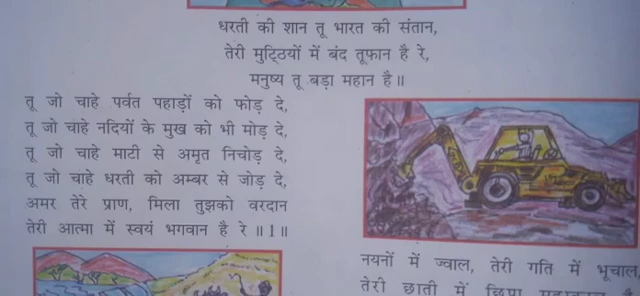 धरती की शान तू भारत की संतान,
तेरी मुट्ठियों में बंद तूफान है रे,
मनुष्य तू बड़ा महान है॥
तू जो चाहे पर्वत पहाड़ों को फोड़ दे,
तू जो चाहे नदियों के मुख को भी मोड़ दे,
तू जो चाहे माटी से अमृत निचोड़ दे,
तू जो चाहे धरती को अम्बर से जोड़ दे,
अमर तेरे प्राण, मिला तुझको वरदान
तेरी आत्मा में स्वयं भगवान है रे ॥1॥
नयनों में ज्वाल, तेरी गति में भूचाल,
तेरी छाती में छिपा